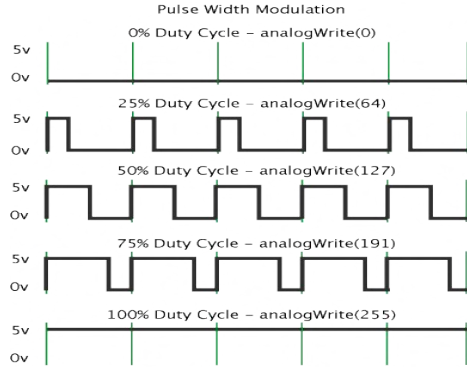 Pulse Width Modulation
0% Duty Cycle – analogWrite(0)
5v
0v
25% Duty Cycle – analogWrite(64)
5v
0v
50% Duty Cycle – analogWrite(127)
5v
0v
75% Duty Cycle – analogWrite(191)
5v
0v
100% Duty Cycle – analogWrite(255)
5v
0v